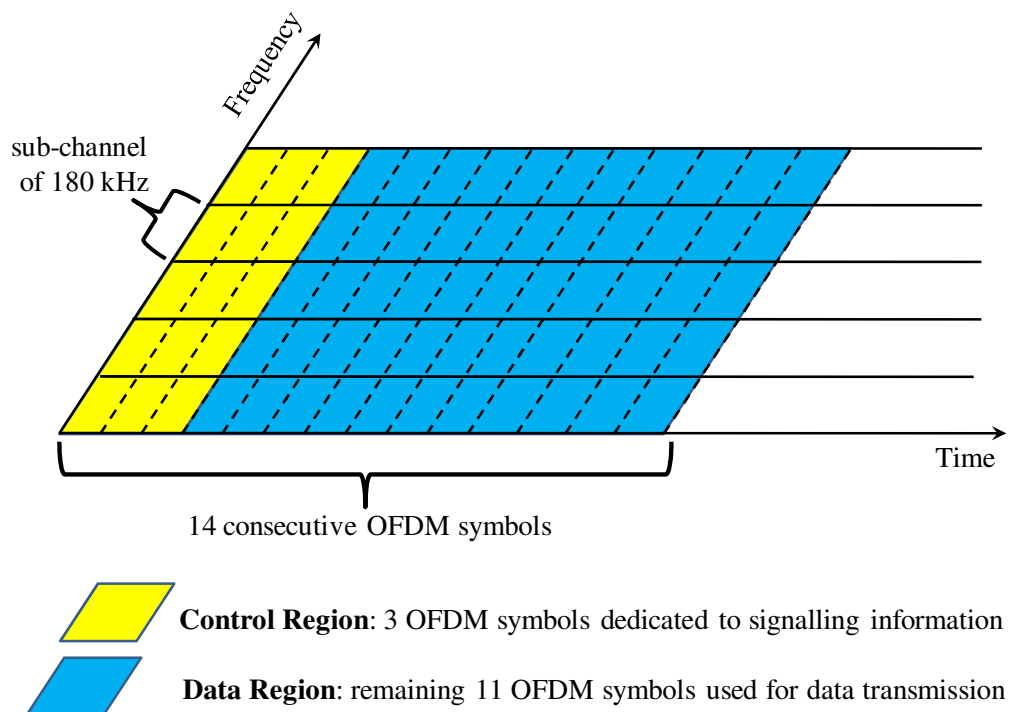 Frequency
sub-channel
of 180 kHz
Time
14 consecutive OFDM symbols
Control Region: 3 OFDM symbols dedicated to signalling information
Data Region: remaining 11 OFDM symbols used for data transmission